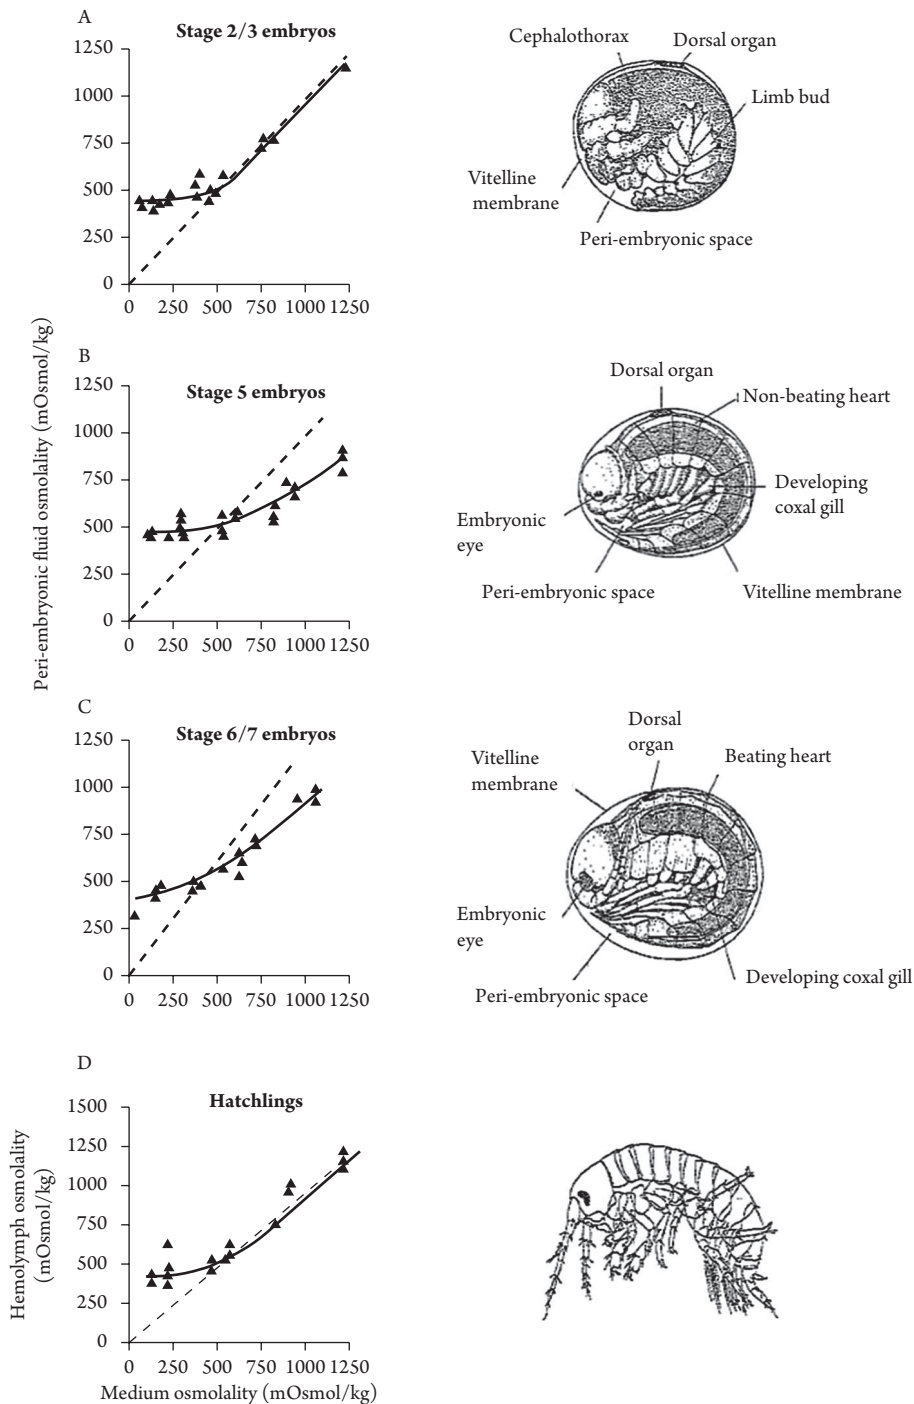 A
Stage 2/3 embryos
1250
1000
750
500
250
0
0 250 500 750 1000 1250
Cephalothorax
Dorsal organ
Limb bud
Vitelline
membrane
Peri-embryonic space
Peri-embryonic fluid osmolality (mOsmol/kg)
B
Stage 5 embryos
1250
1000
750
500
250
0
0 250 500 750 1000 1250
Dorsal organ
Non-beating heart
Developing
coxal gill
Embryonic
eye
Peri-embryonic space
Vitelline membrane
C
Stage 6/7 embryos
1250
1000
750
500
250
0
0 250 500 750 1000 1250
Dorsal
organ
Vitelline
membrane
Beating heart
Embryonic
eye
Developing coxal gill
Peri-embryonic space
D
Hatchlings
1500
1250
1000
750
500
250
0
0 250 500 750 1000 1250
Hemolymph osmolality
(mOsmol/kg)
Medium osmolality (mOsmol/kg)